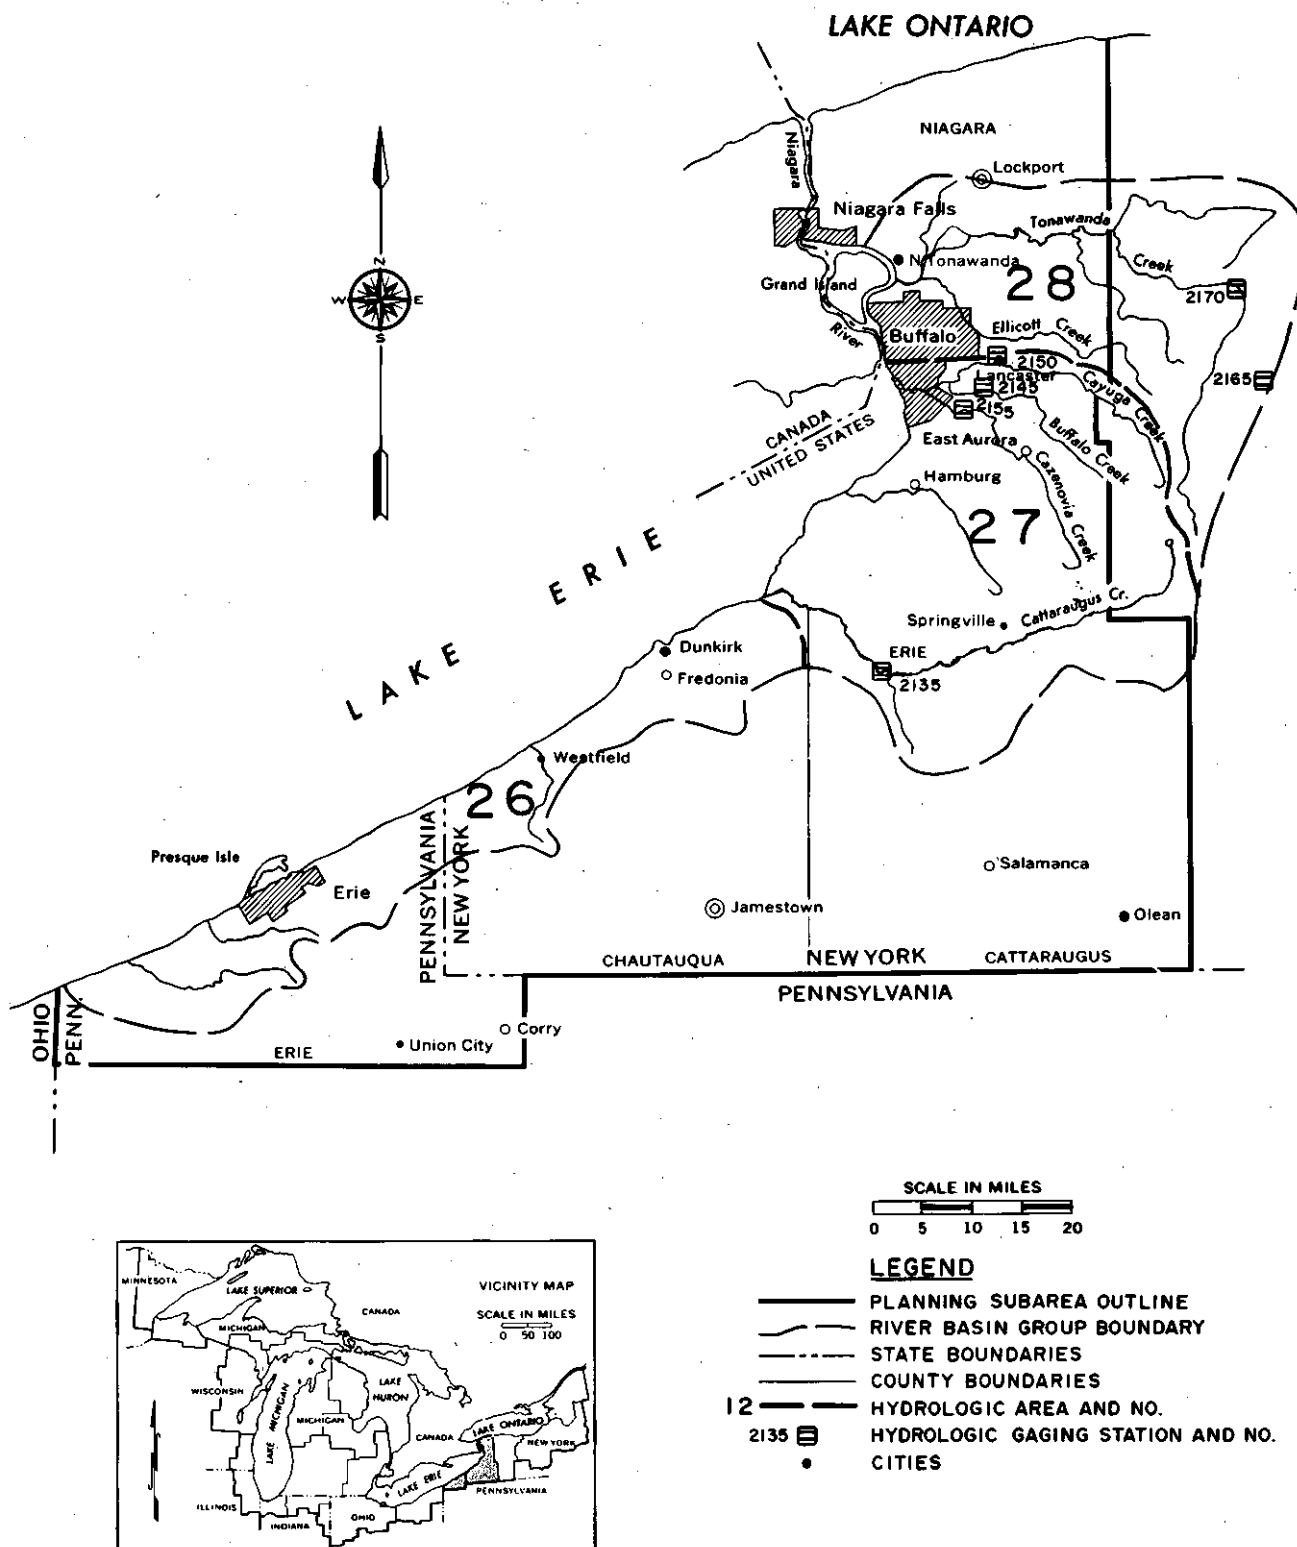 LAKE ONTARIO
NIAGARA
Lockport
Niagara
Niagara Falls
Tonawanda
Creek
N.Tonawanda
28
Grand Island
2170
River
Buffalo
Ellicott Creek
2150
Lancaster
2145
2165
Cayuga Creek
2155
CANADA
UNITED STATES
East Aurora
Buffalo Creek
Hamburg
Cazenovia Creek
27
N
W E
S
LAKE ERIE
Springville
Cattaraugus Cr.
Dunkirk
ERIE
Fredonia
2135
Westfield
26
PENNSYLVANIA
NEW YORK
Presque Isle
Erie
Salamanca
Jamestown
Olean
CHAUTAUQUA
NEW YORK
CATTARAUGUS
PENNSYLVANIA
OHIO
PENN
Corry
Union City
ERIE
SCALE IN MILES
0 5 10 15 20
LEGEND
PLANNING SUBAREA OUTLINE
RIVER BASIN GROUP BOUNDARY
STATE BOUNDARIES
COUNTY BOUNDARIES
12 HYDROLOGIC AREA AND NO.
2135 HYDROLOGIC GAGING STATION AND NO.
CITIES
VICINITY MAP
SCALE IN MILES
0 50 100
MINNESOTA
LAKE SUPERIOR
CANADA
MICHIGAN
WISCONSIN
LAKE MICHIGAN
LAKE HURON
MICHIGAN
CANADA
LAKE ONTARIO
NEW YORK
LAKE ERIE
PENNSYLVANIA
ILLINOIS
INDIANA
OHIO